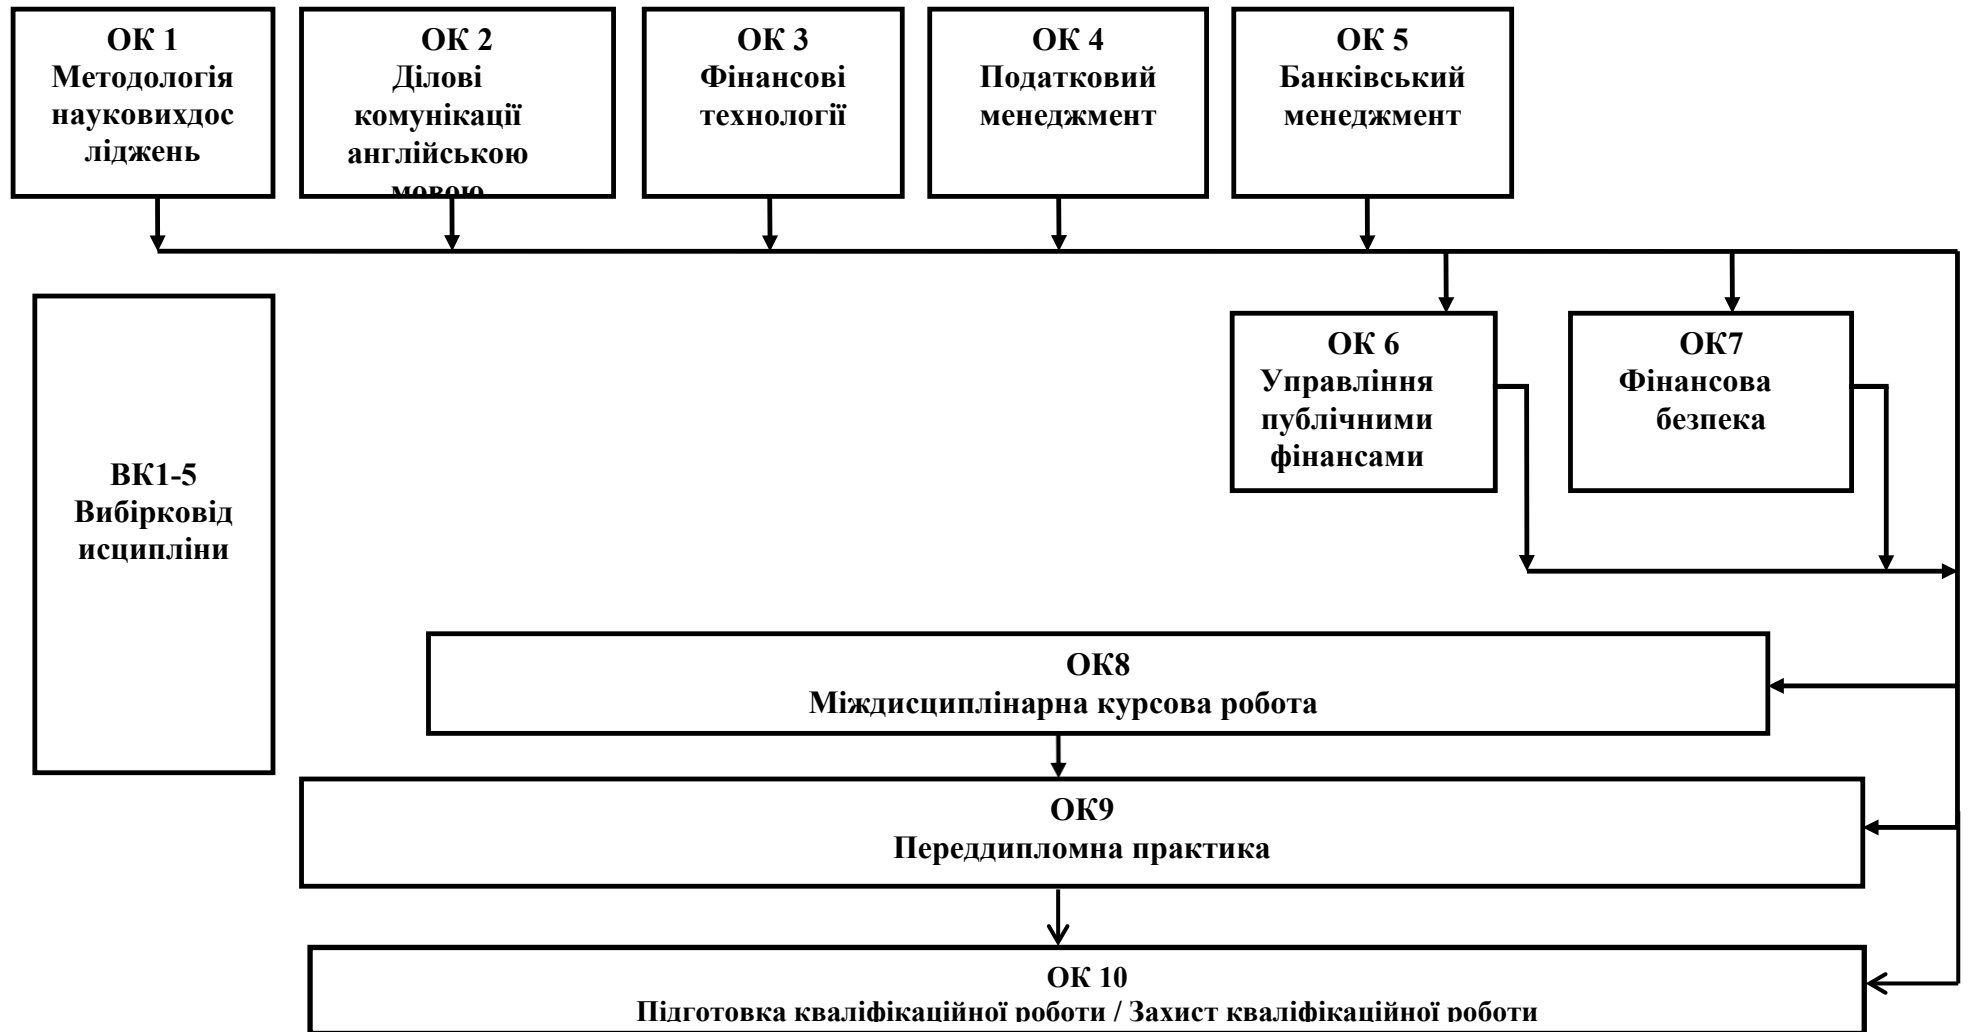 ОК 1
Методологія
науковихдос
ліджень
ОК 2
Ділові
комунікації
англійською
мовою
ОК 3
Фінансові
технології
ОК 4
Податковий
менеджмент
ОК 5
Банківський
менеджмент
ОК 6
Управління
публічними
фінансами
ОК7
Фінансова
безпека
ВК1-5
Вибірковід
исципліни
ОК8
Міждисциплінарна курсова робота
ОК9
Переддипломна практика
ОК 10
Підготовка кваліфікаційної роботи / Захист кваліфікаційної роботи